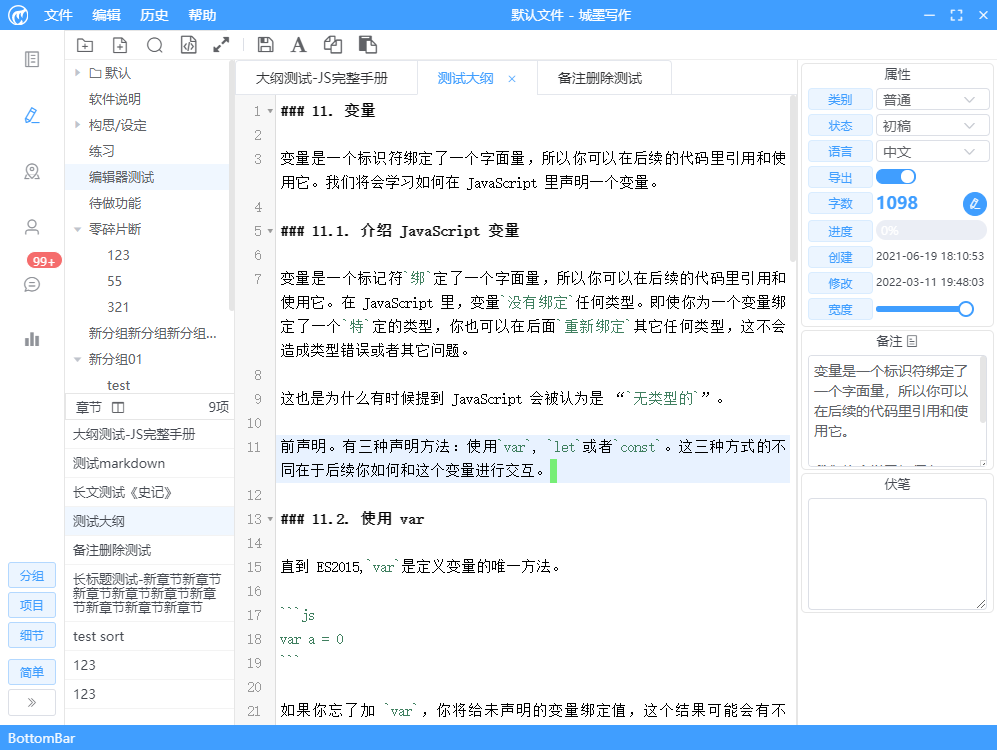 文件 编辑 历史 帮助
默认文件 - 城墨写作
99+
分组
项目
细节
简单
默认
软件说明
构思/设定
练习
编辑器测试
待做功能
零碎片断
123
55
321
新分组新分组新分组...
新分组01
test
章节 9项
大纲测试-JS完整手册
测试markdown
长文测试《史记》
测试大纲
备注删除测试
长标题测试-新章节新章节
新章节新章节新章节新章
节新章节新章节新章节
test sort
123
123
大纲测试-JS完整手册 测试大纲 × 备注删除测试
1 ### 11. 变量
2
3 变量是一个标识符绑定了一个字面量，所以你可以在后续的代码里引用和使
用它。我们将会学习如何在 JavaScript 里声明一个变量。
4
5 ### 11.1. 介绍 JavaScript 变量
6
7 变量是一个标记符`绑`定了一个字面量，所以你可以在后续的代码里引用和
使用它。在 JavaScript 里，变量`没有绑定`任何类型。即使你为一个变量绑
定了一个`特`定的类型，你也可以在后面`重新绑定`其它任何类型，这不会
造成类型错误或者其它问题。
8
9 这也是为什么有时候提到 JavaScript 会被认为是 “`无类型的`”。
10
11 前声明。有三种声明方法：使用`var`, `let`或者`const`。这三种方式的不
同在于后续你如何和这个变量进行交互。
12
13 ### 11.2. 使用 var
14
15 直到 ES2015,`var`是定义变量的唯一方法。
16
17 ```js
18 var a = 0
19 ```
20
21 如果你忘了加 `var`，你将给未声明的变量绑定值，这个结果可能会有不
属性
类别 普通
状态 初稿
语言 中文
导出
字数 1098
进度 0%
创建 2021-06-19 18:10:53
修改 2022-03-11 19:48:03
宽度
备注
变量是一个标识符绑定了
一个字面量，所以你可以
在后续的代码里引用和使
用它。
伏笔
BottomBar